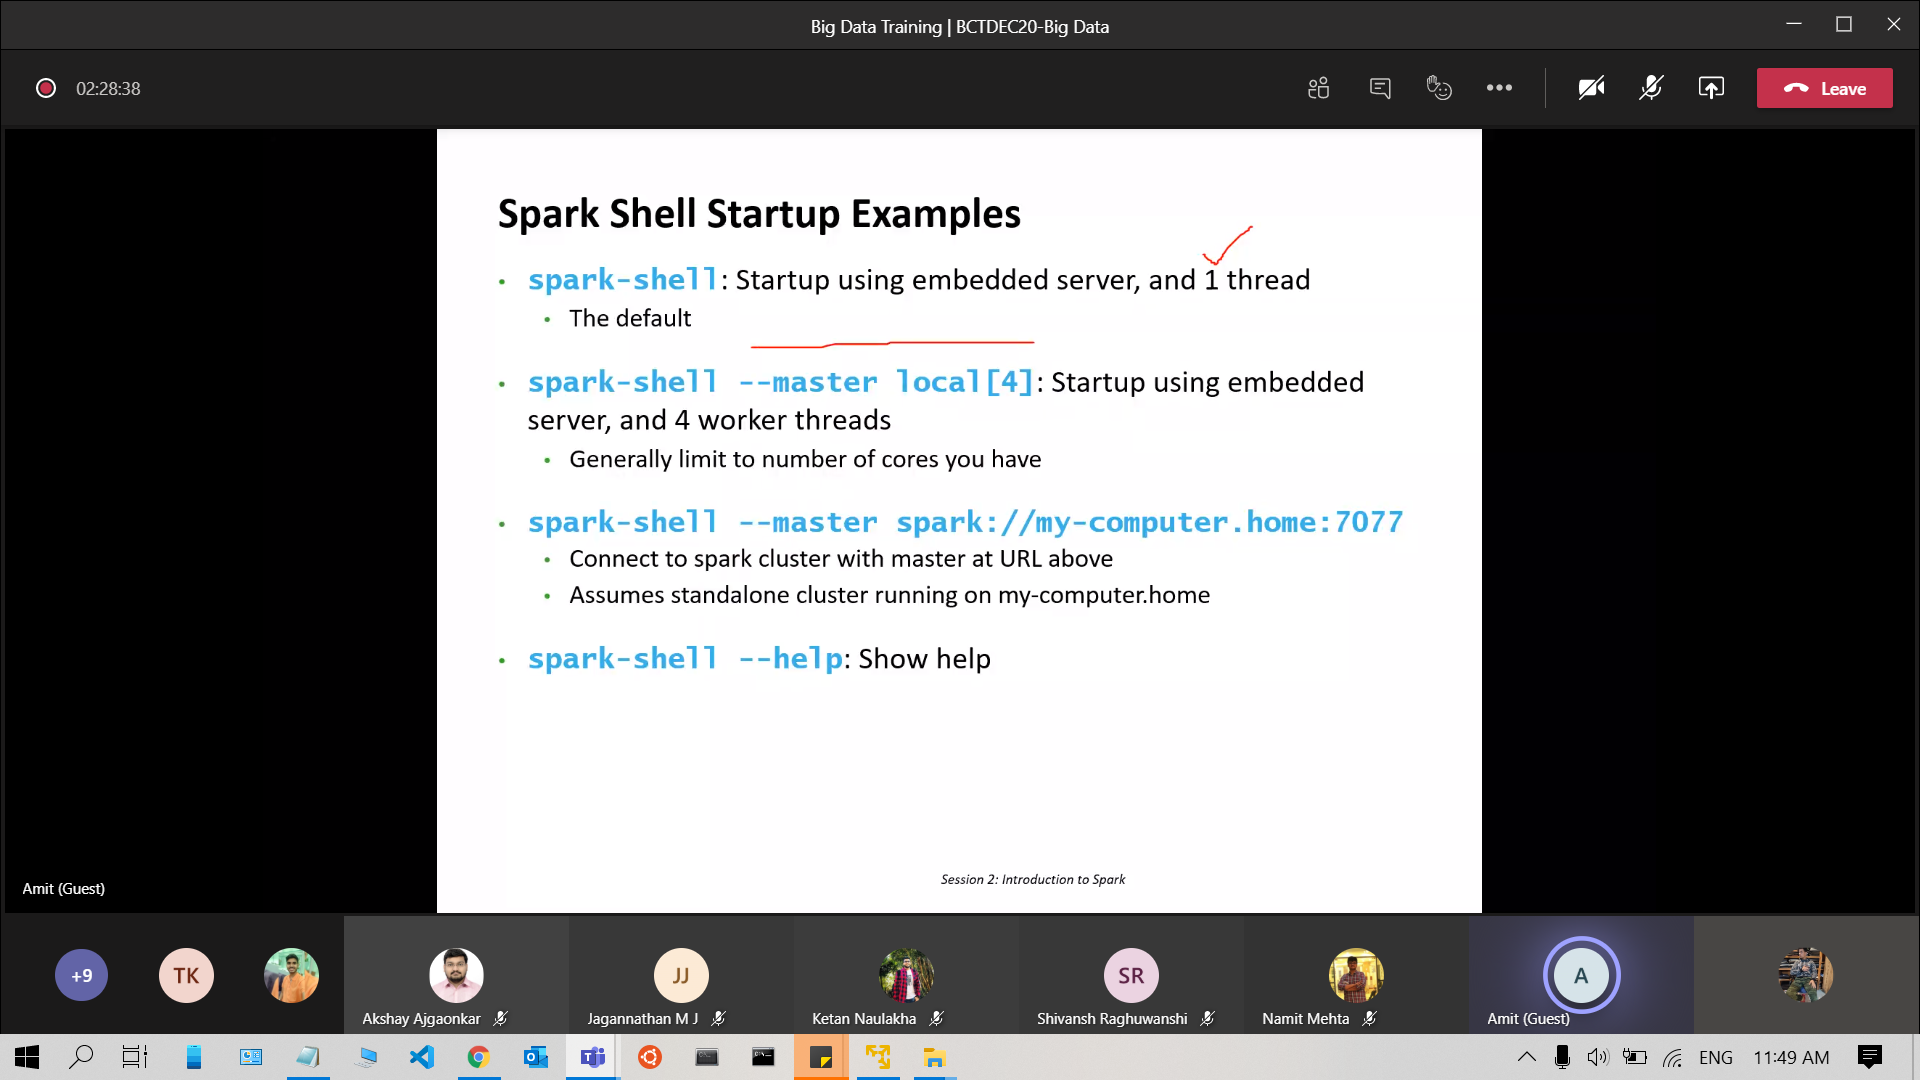 Big Data Training | BCTDEC20-Big Data
02:28:38
Leave
Spark Shell Startup Examples
• spark-shell: Startup using embedded server, and 1 thread
• The default
• spark-shell --master local[4]: Startup using embedded
server, and 4 worker threads
• Generally limit to number of cores you have
• spark-shell --master spark://my-computer.home:7077
• Connect to spark cluster with master at URL above
• Assumes standalone cluster running on my-computer.home
• spark-shell --help: Show help
Session 2: Introduction to Spark
Amit (Guest)
+9
TK
JJ
SR
A
Akshay Ajgaonkar
Jagannathan M J
Ketan Naulakha
Shivansh Raghuwanshi
Namit Mehta
Amit (Guest)
ENG
11:49 AM